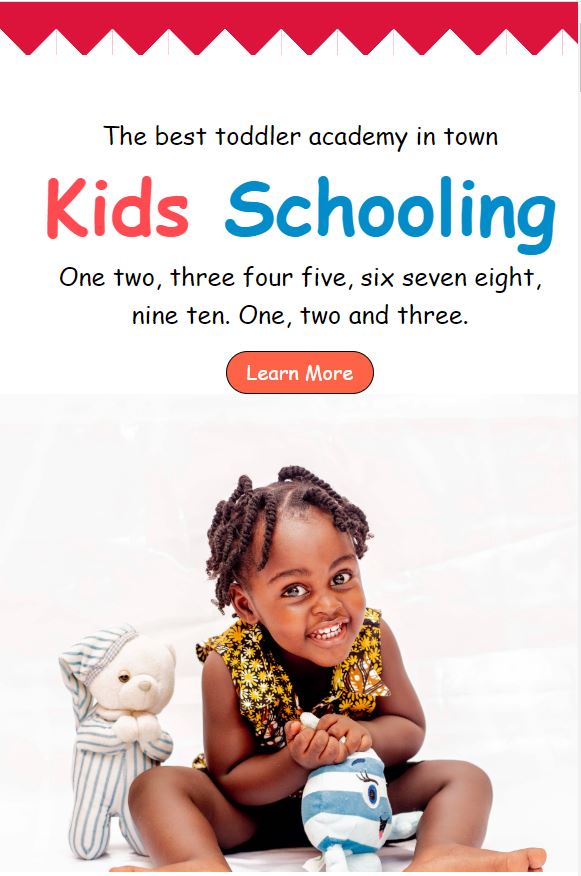 The best toddler academy in town
Kids Schooling
One two, three four five, six seven eight,
nine ten. One, two and three.
Learn More